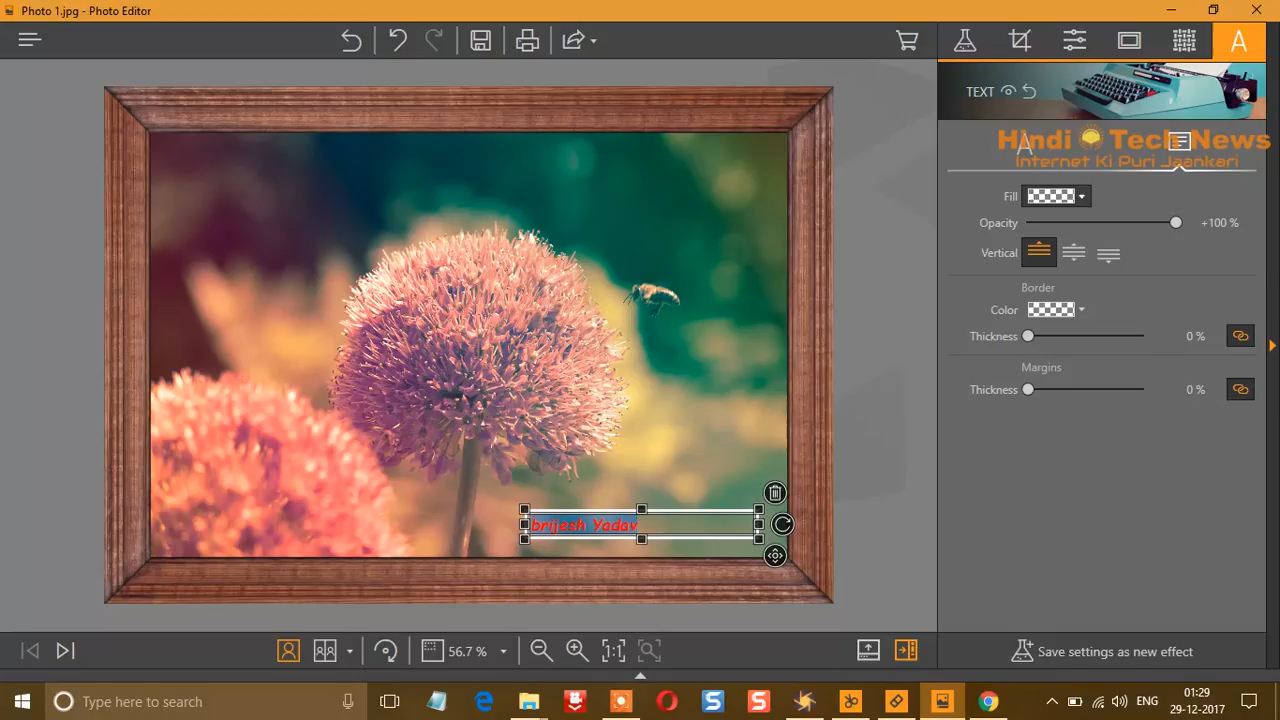 Photo 1.jpg - Photo Editor
A
TEXT
A
Hindi Tech News
Internet Ki Puri Jaankari
Fill
Opacity +100 %
Vertical
Border
Color
Thickness 0 %
Margins
Thickness 0 %
brijesh Yadav
56.7 %
1:1
Save settings as new effect
Type here to search
S
S
ENG
01:29
29-12-2017